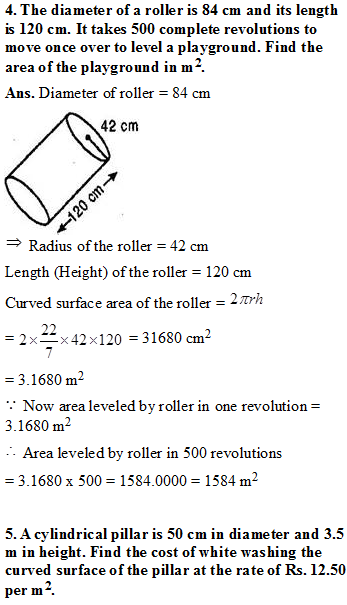 4. The diameter of a roller is 84 cm and its length
is 120 cm. It takes 500 complete revolutions to
move once over to level a playground. Find the
area of the playground in m².
Ans. Diameter of roller = 84 cm
42 cm
120 cm
⇒ Radius of the roller = 42 cm
Length (Height) of the roller = 120 cm
Curved surface area of the roller = 2πrh
= 2×22/7×42×120 = 31680 cm²
= 3.1680 m²
∵ Now area leveled by roller in one revolution =
3.1680 m²
∴ Area leveled by roller in 500 revolutions
= 3.1680 x 500 = 1584.0000 = 1584 m²
5. A cylindrical pillar is 50 cm in diameter and 3.5
m in height. Find the cost of white washing the
curved surface of the pillar at the rate of Rs. 12.50
per m².